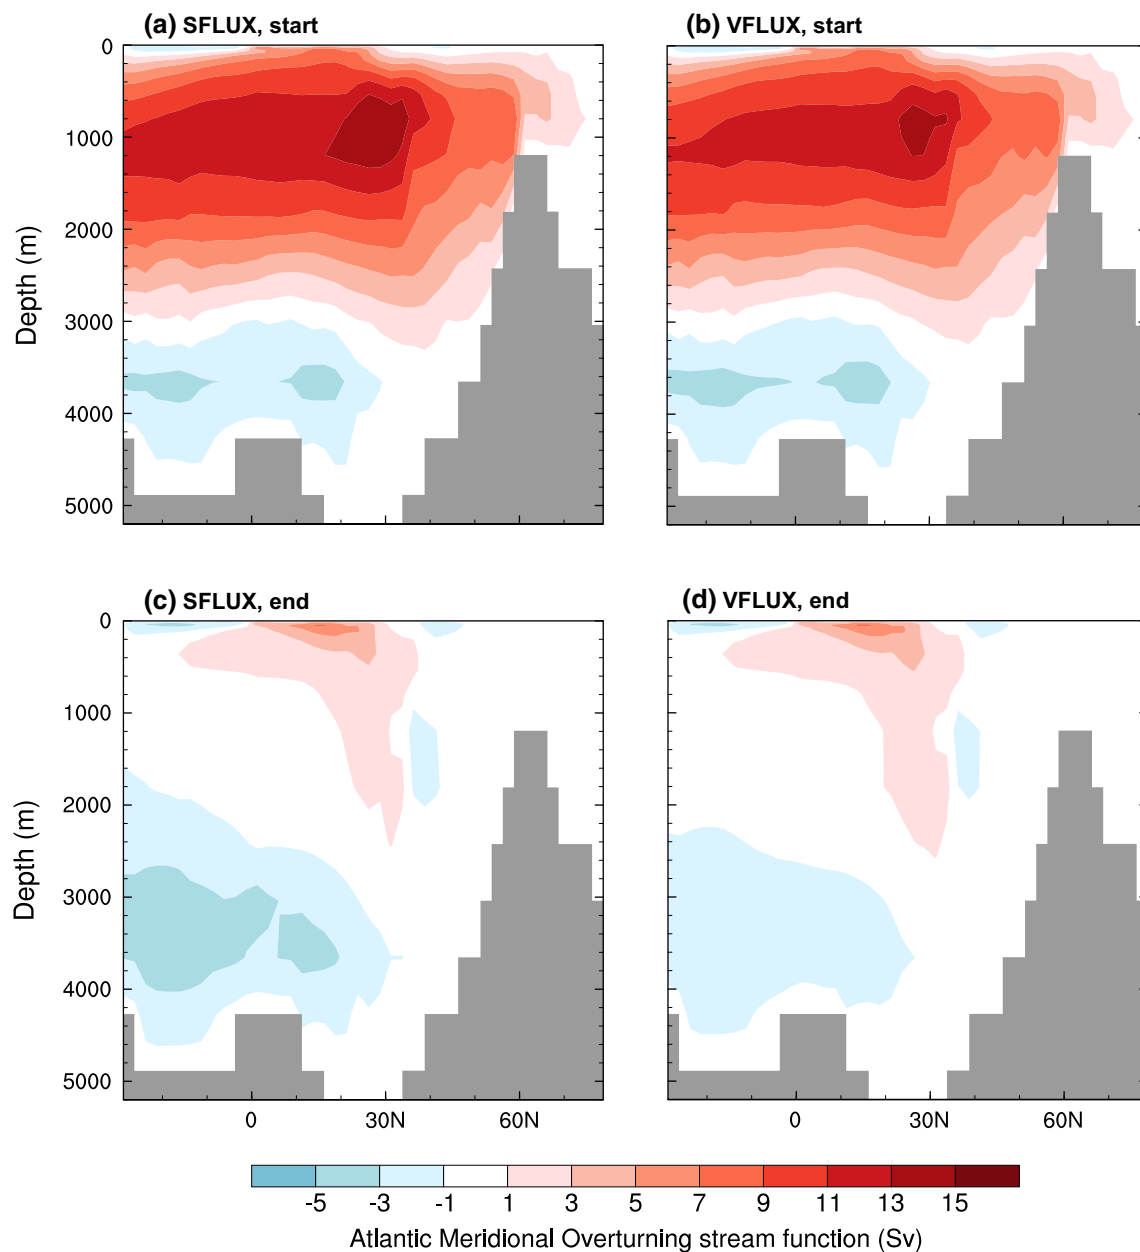 (a) SFLUX, start
(b) VFLUX, start
0
1000
2000
3000
4000
5000
Depth (m)
(c) SFLUX, end
(d) VFLUX, end
0
1000
2000
3000
4000
5000
Depth (m)
0 30N 60N
0 30N 60N
-5 -3 -1 1 3 5 7 9 11 13 15
Atlantic Meridional Overturning stream function (Sv)